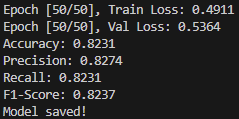 Epoch [50/50], Train Loss: 0.4911
Epoch [50/50], Val Loss: 0.5364
Accuracy: 0.8231
Precision: 0.8274
Recall: 0.8231
F1-Score: 0.8237
Model saved!